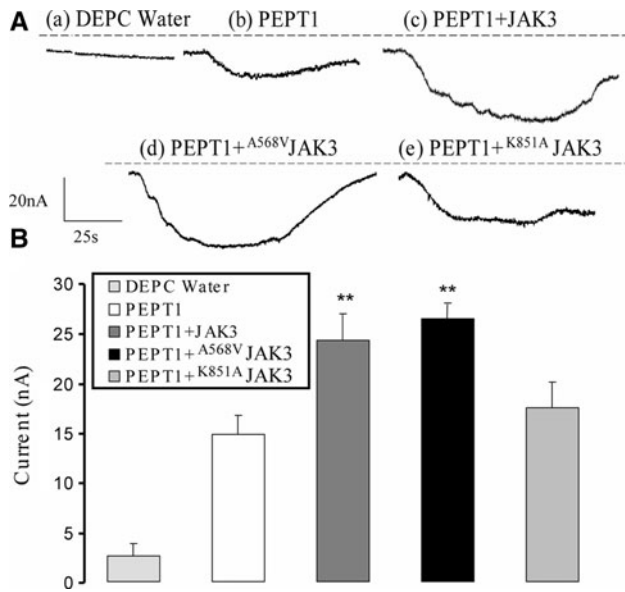 A
(a) DEPC Water
(b) PEPT1
(c) PEPT1+JAK3
(d) PEPT1+A568VJAK3
(e) PEPT1+K851AJAK3
20nA
25s
B
30
25
20
15
10
5
0
Current (nA)
DEPC Water
PEPT1
PEPT1+JAK3
PEPT1+A568VJAK3
PEPT1+K851AJAK3
**
**